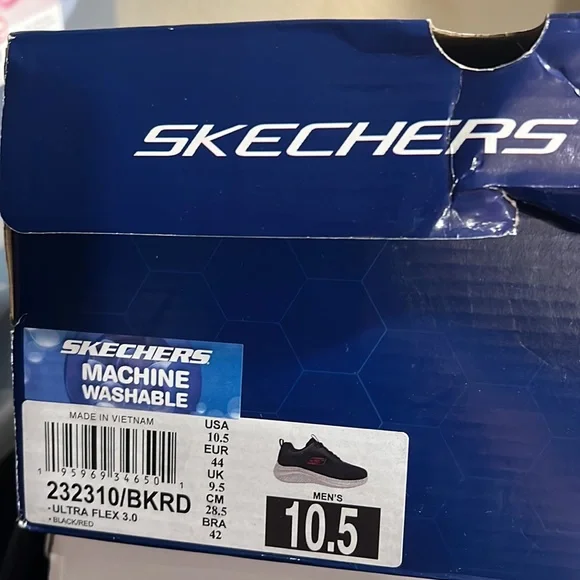 SKECHERS
SKECHERS
MACHINE
WASHABLE
MADE IN VIETNAM
1 95969 34650 1
232310/BKRD
•ULTRA FLEX 3.0
•BLACK/RED
USA
10.5
EUR
44
UK
9.5
CM
28.5
BRA
42
MEN'S
10.5